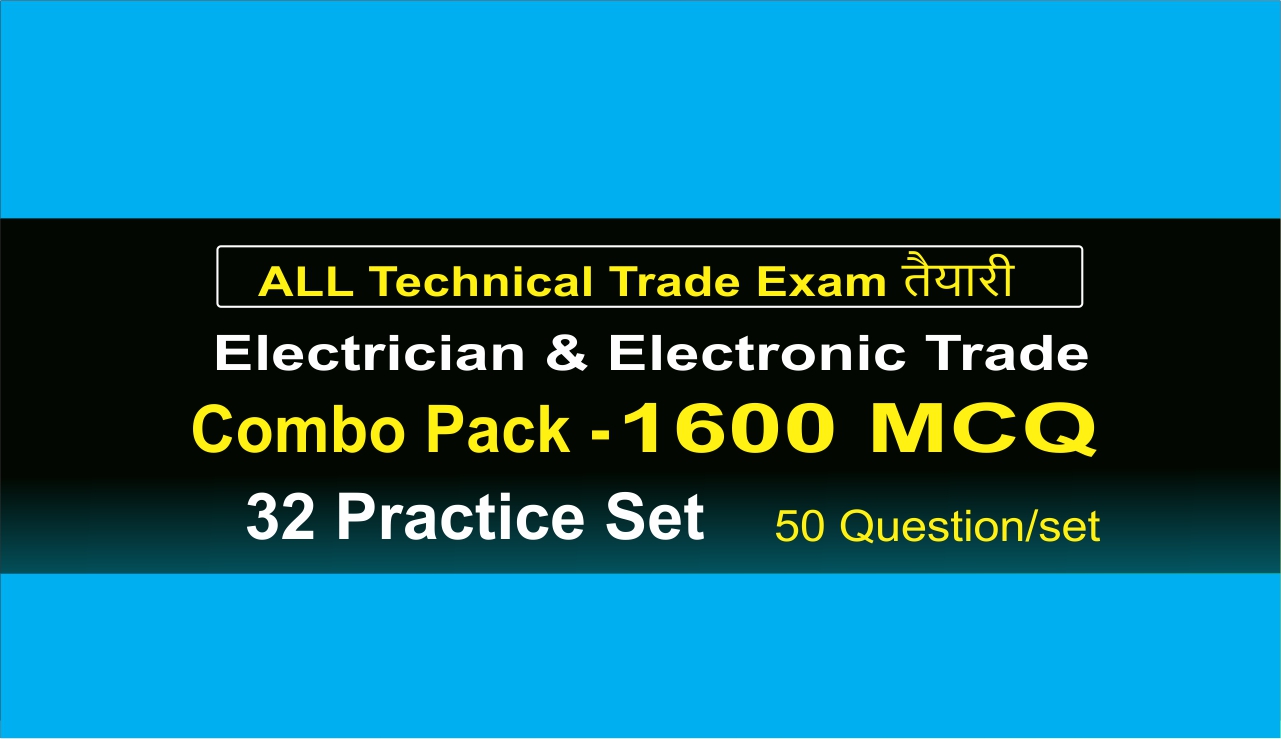 ALL Technical Trade Exam तैयारी
Electrician & Electronic Trade
Combo Pack -1600 MCQ
32 Practice Set 50 Question/set